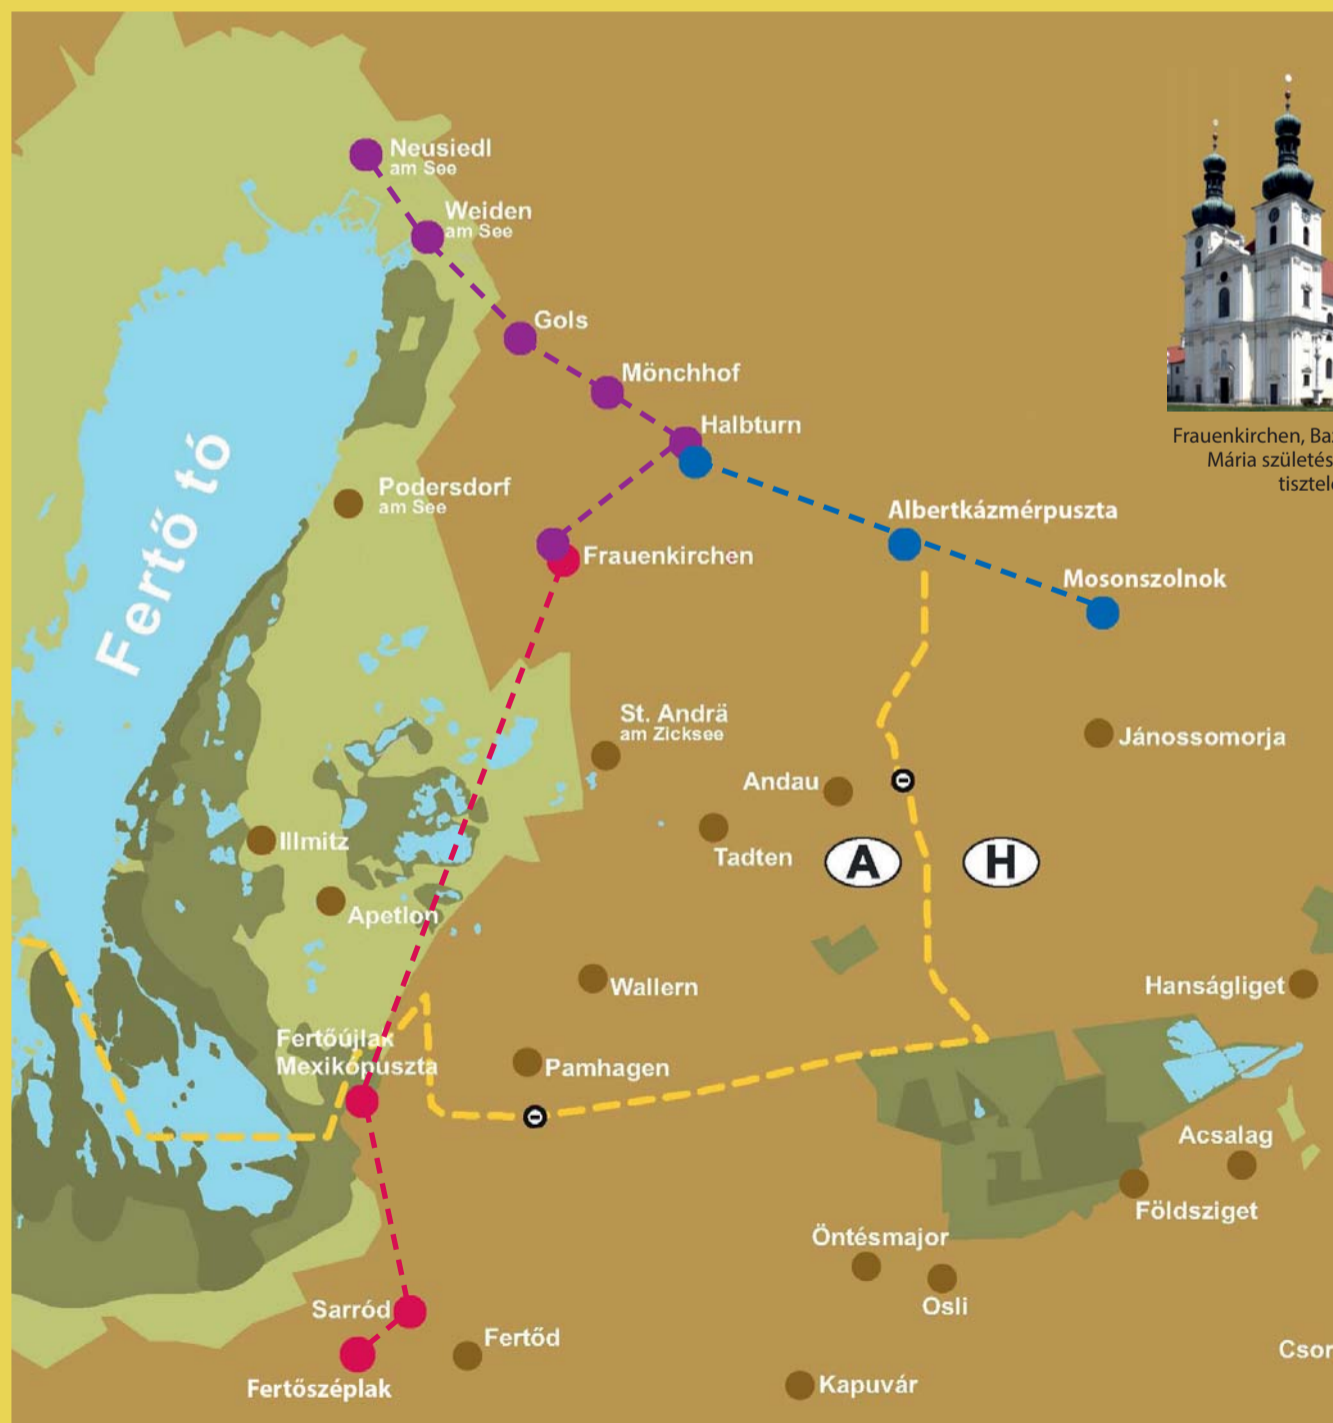 Neusiedl
am See
Weiden
am See
Gols
Mönchhof
Halbturn
Frauenkirchen,
Mária
Podersdorf
am See
Fertő tó
Albertkázmérpuszta
Frauenkirchen
Mosonszolnok
St. Andrä
am Zicksee
Jánossomorja
Andau
Illmitz
Tadten
A
H
Apetlon
Wallern
Hanságliget
Fertőújlak
Mexikópuszta
Pamhagen
Acsalag
Földsziget
Öntésmajor
Osli
Sarród
Fertőd
Fertőszéplak
Kapuvár